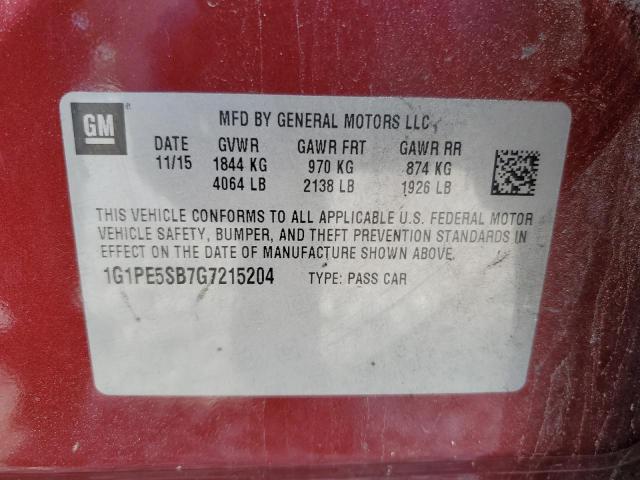 GM
MFD BY GENERAL MOTORS LLC
DATE GVWR GAWR FRT GAWR RR
11/15 1844 KG 970 KG 874 KG
4064 LB 2138 LB 1926 LB
THIS VEHICLE CONFORMS TO ALL APPLICABLE U.S. FEDERAL MOTOR
VEHICLE SAFETY, BUMPER, AND THEFT PREVENTION STANDARDS IN
EFFECT ON THE DATE OF MANUFACTURE SHOWN ABOVE.
1G1PE5SB7G7215204 TYPE: PASS CAR